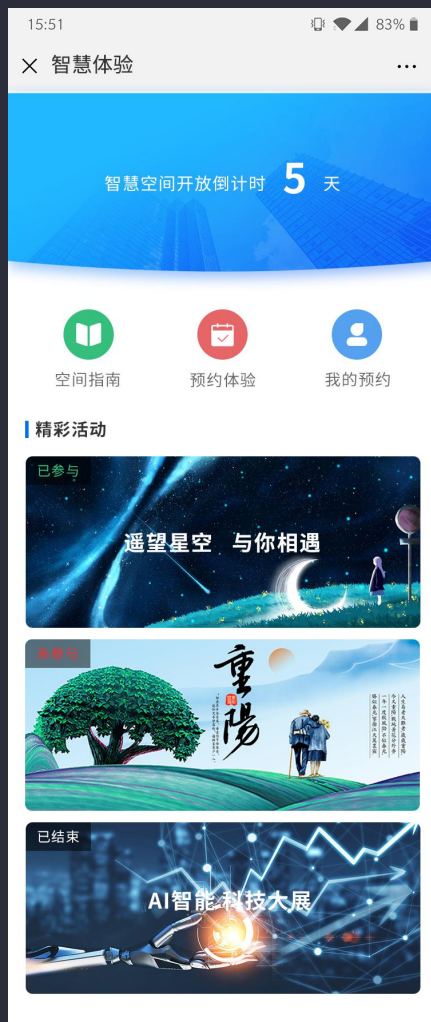 15:51
83%
智慧体验
智慧空间开放倒计时 5 天
空间指南
预约体验
我的预约
精彩活动
已参与
遥望星空 与你相遇
未参与
重陽
已结束
AI智能科技大展